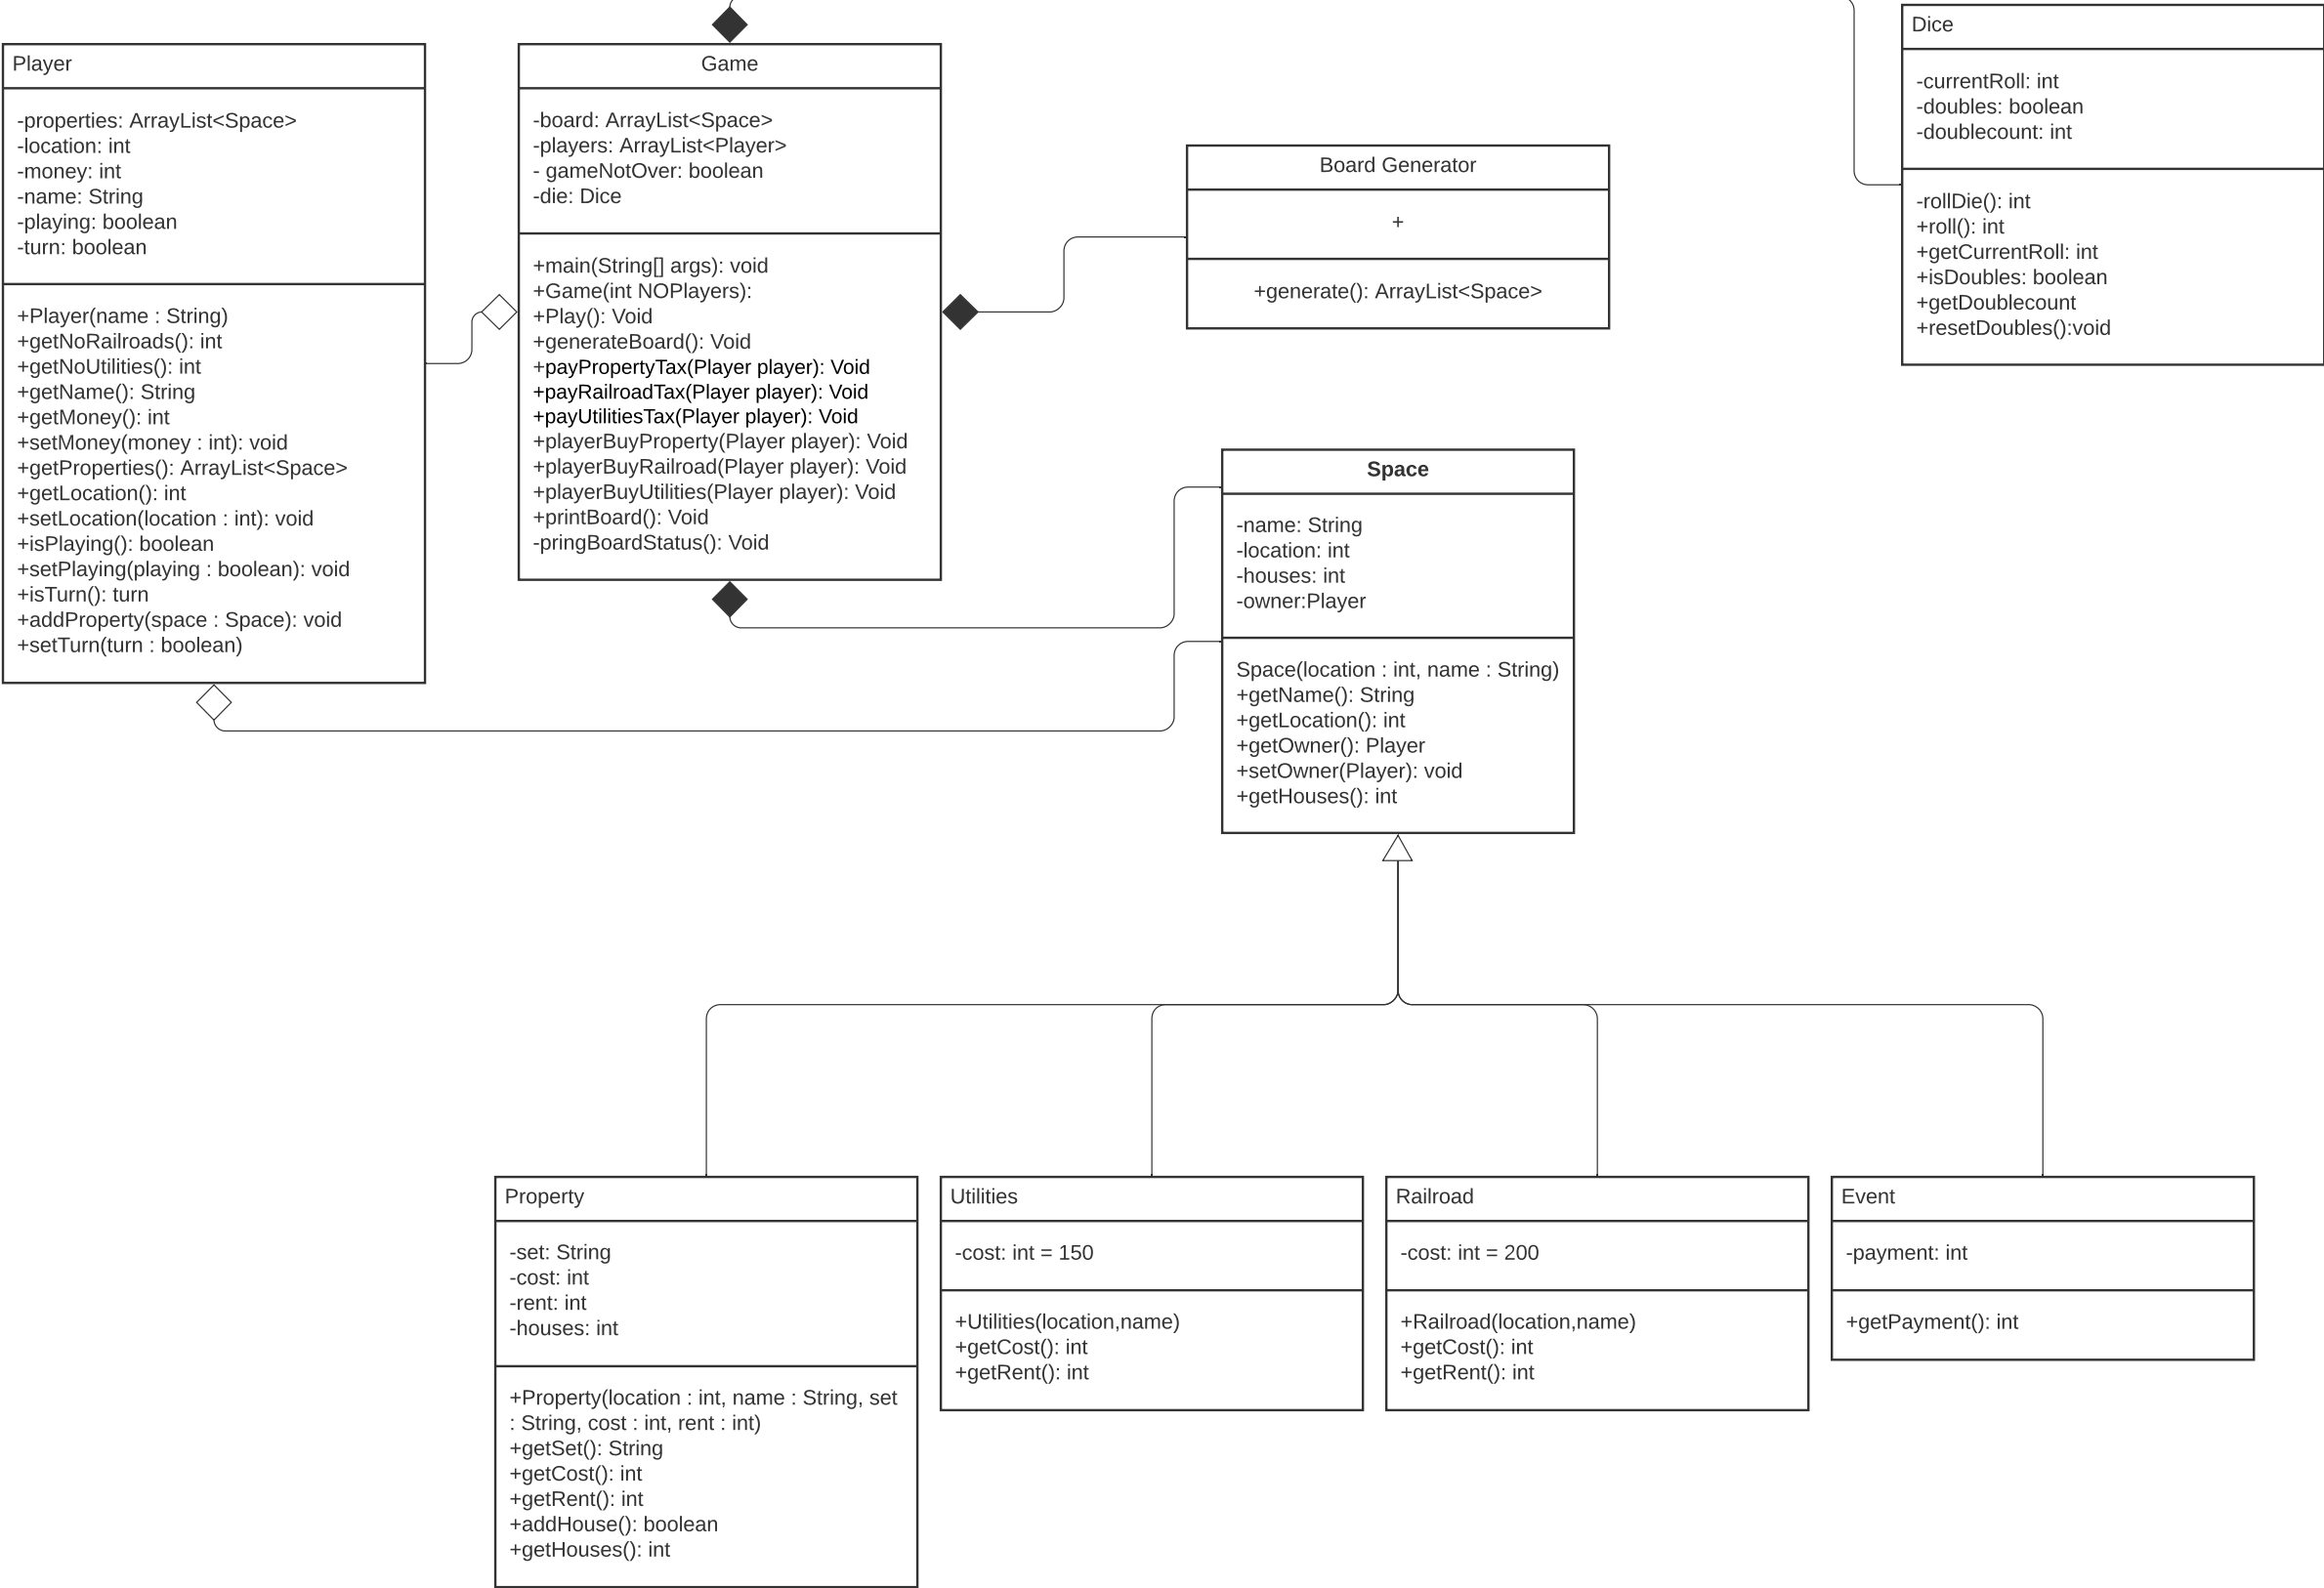 Player
-properties: ArrayList<Space>
-location: int
-money: int
-name: String
-playing: boolean
-turn: boolean
+Player(name : String)
+getNoRailroads(): int
+getNoUtilities(): int
+getName(): String
+getMoney(): int
+setMoney(money : int): void
+getProperties(): ArrayList<Space>
+getLocation(): int
+setLocation(location : int): void
+isPlaying(): boolean
+setPlaying(playing : boolean): void
+isTurn(): turn
+addProperty(space : Space): void
+setTurn(turn : boolean)
Game
-board: ArrayList<Space>
-players: ArrayList<Player>
- gameNotOver: boolean
-die: Dice
+main(String[] args): void
+Game(int NOPlayers):
+Play(): Void
+generateBoard(): Void
+payPropertyTax(Player player): Void
+payRailroadTax(Player player): Void
+payUtilitiesTax(Player player): Void
+playerBuyProperty(Player player): Void
+playerBuyRailroad(Player player): Void
+playerBuyUtilities(Player player): Void
+printBoard(): Void
-pringBoardStatus(): Void
Board Generator
+
+generate(): ArrayList<Space>
Dice
-currentRoll: int
-doubles: boolean
-doublecount: int
-rollDie(): int
+roll(): int
+getCurrentRoll: int
+isDoubles: boolean
+getDoublecount
+resetDoubles():void
Space
-name: String
-location: int
-houses: int
-owner:Player
Space(location : int, name : String)
+getName(): String
+getLocation(): int
+getOwner(): Player
+setOwner(Player): void
+getHouses(): int
Property
-set: String
-cost: int
-rent: int
-houses: int
+Property(location : int, name : String, set
: String, cost : int, rent : int)
+getSet(): String
+getCost(): int
+getRent(): int
+addHouse(): boolean
+getHouses(): int
Utilities
-cost: int = 150
+Utilities(location,name)
+getCost(): int
+getRent(): int
Railroad
-cost: int = 200
+Railroad(location,name)
+getCost(): int
+getRent(): int
Event
-payment: int
+getPayment(): int